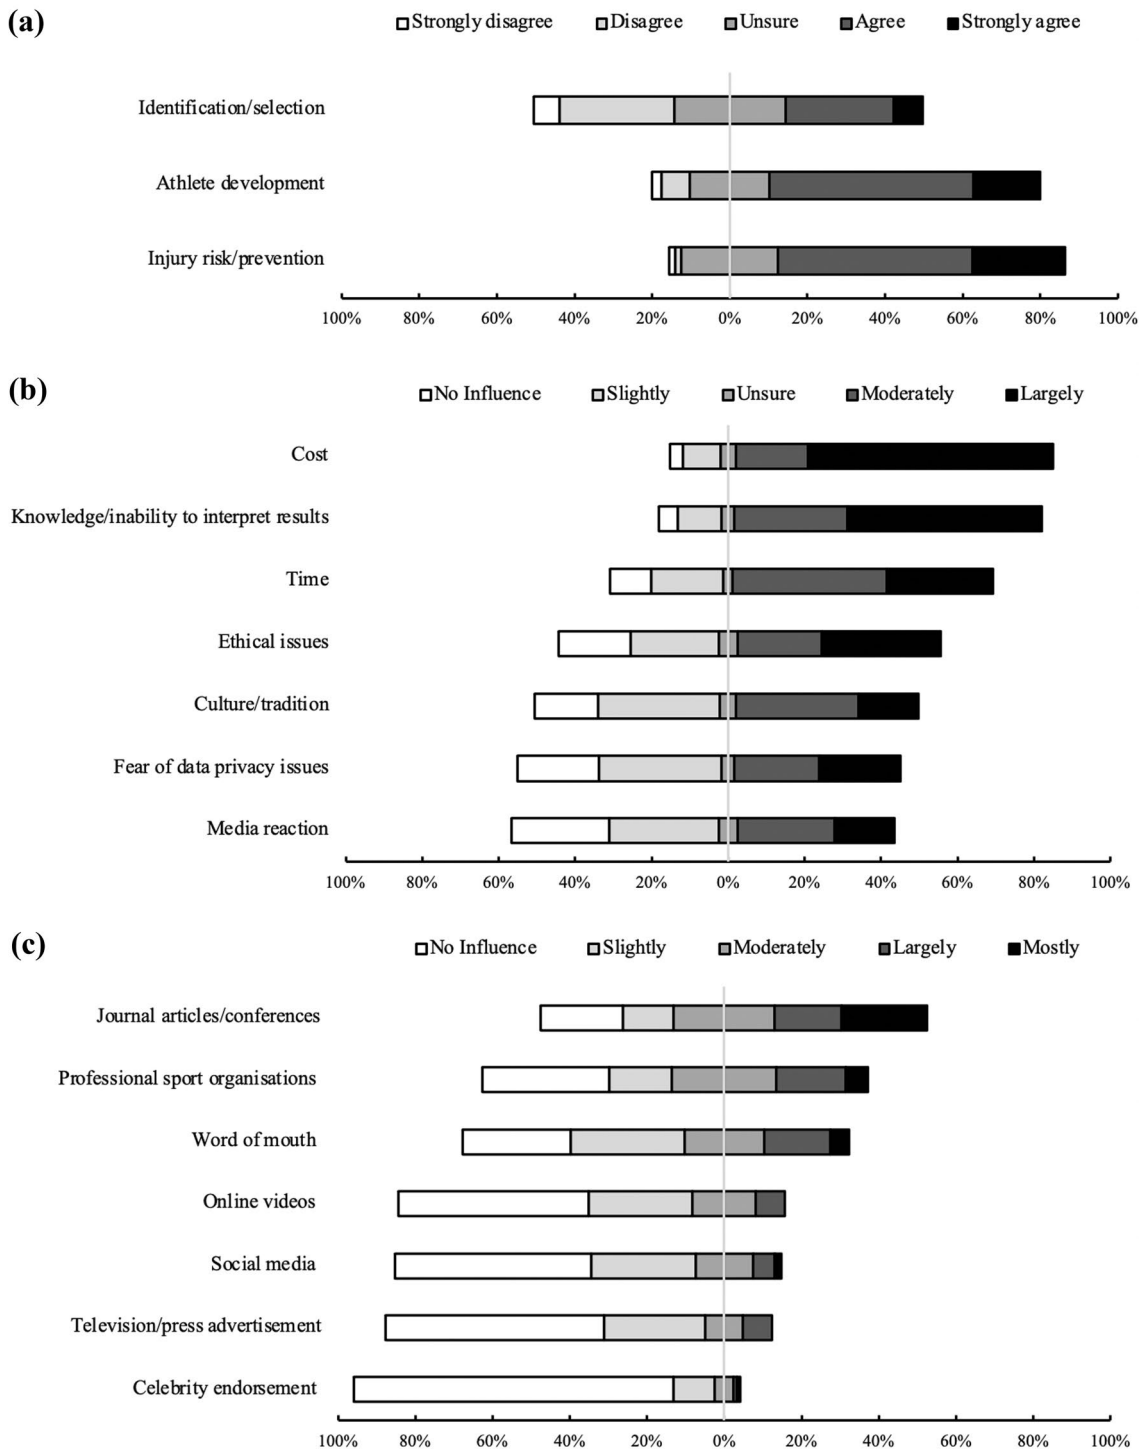 (a)
Strongly disagree Disagree Unsure Agree Strongly agree
Identification/selection
Athlete development
Injury risk/prevention
100% 80% 60% 40% 20% 0% 20% 40% 60% 80% 100%
(b)
No Influence Slightly Unsure Moderately Largely
Cost
Knowledge/inability to interpret results
Time
Ethical issues
Culture/tradition
Fear of data privacy issues
Media reaction
100% 80% 60% 40% 20% 0% 20% 40% 60% 80% 100%
(c)
No Influence Slightly Moderately Largely Mostly
Journal articles/conferences
Professional sport organisations
Word of mouth
Online videos
Social media
Television/press advertisement
Celebrity endorsement
100% 80% 60% 40% 20% 0% 20% 40% 60% 80% 100%